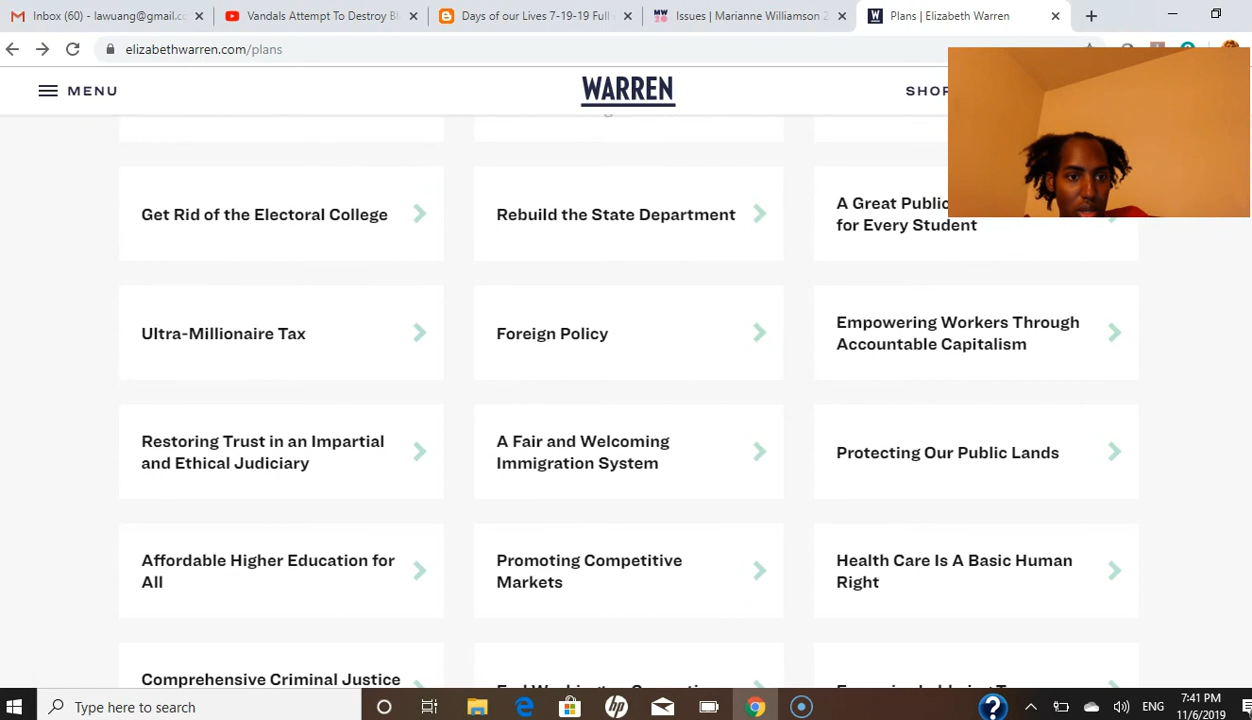 Inbox (60) - lawuang@gmail.c
Vandals Attempt To Destroy
Days of our Lives 7-19-19 Full
Issues | Marianne Williamson 2
Plans | Elizabeth Warren
elizabethwarren.com/plans
MENU
WARREN
SHOP
Get Rid of the Electoral College
Rebuild the State Department
A Great Public
for Every Student
Ultra-Millionaire Tax
Foreign Policy
Empowering Workers Through
Accountable Capitalism
Restoring Trust in an Impartial
and Ethical Judiciary
A Fair and Welcoming
Immigration System
Protecting Our Public Lands
Affordable Higher Education for
All
Promoting Competitive
Markets
Health Care Is A Basic Human
Right
Comprehensive Criminal Justice
Type here to search
ENG
7:41 PM
11/6/2019